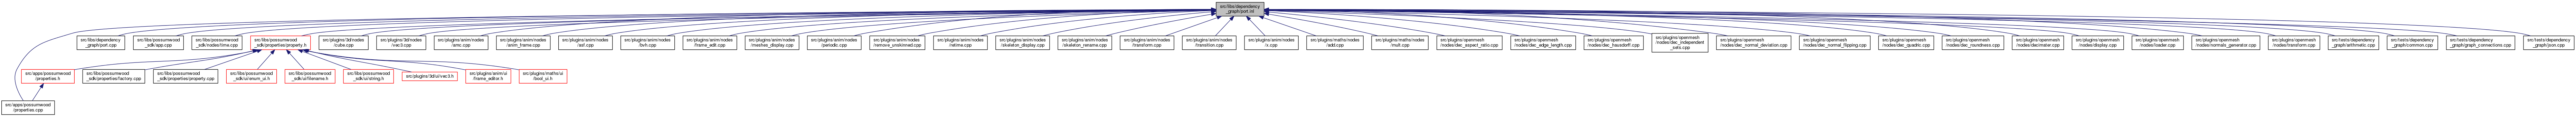 src/libs/dependency
_graph/port.inl
src/libs/dependency
_graph/port.cpp
src/libs/possumwood
_sdk/app.cpp
src/libs/possumwood
_sdk/nodes/time.cpp
src/libs/possumwood
_sdk/properties/property.h
src/plugins/3d/nodes
/cube.cpp
src/plugins/3d/nodes
/vec3.cpp
src/plugins/anim/nodes
/amc.cpp
src/plugins/anim/nodes
/anim_frame.cpp
src/plugins/anim/nodes
/asf.cpp
src/plugins/anim/nodes
/bvh.cpp
src/plugins/anim/nodes
/frame_edit.cpp
src/plugins/anim/nodes
/meshes_display.cpp
src/plugins/anim/nodes
/periodic.cpp
src/plugins/anim/nodes
/remove_unskinned.cpp
src/plugins/anim/nodes
/retime.cpp
src/plugins/anim/nodes
/skeleton_display.cpp
src/plugins/anim/nodes
/skeleton_rename.cpp
src/plugins/anim/nodes
/transform.cpp
src/plugins/anim/nodes
/transition.cpp
src/plugins/anim/nodes
/x.cpp
src/plugins/maths/nodes
/add.cpp
src/plugins/maths/nodes
/mult.cpp
src/plugins/openmesh
/nodes/dec_aspect_ratio.cpp
src/plugins/openmesh
/nodes/dec_edge_length.cpp
src/plugins/openmesh
/nodes/dec_hausdorff.cpp
src/plugins/openmesh
/nodes/dec_independent
_sets.cpp
src/plugins/openmesh
/nodes/dec_normal_deviation.cpp
src/plugins/openmesh
/nodes/dec_normal_flipping.cpp
src/plugins/openmesh
/nodes/dec_quadric.cpp
src/plugins/openmesh
/nodes/dec_roundness.cpp
src/plugins/openmesh
/nodes/decimater.cpp
src/plugins/openmesh
/nodes/display.cpp
src/plugins/openmesh
/nodes/loader.cpp
src/plugins/openmesh
/nodes/normals_generator.cpp
src/plugins/openmesh
/nodes/transform.cpp
src/tests/dependency
_graph/arithmetic.cpp
src/tests/dependency
_graph/common.cpp
src/tests/dependency
_graph/graph_connections.cpp
src/tests/dependency
_graph/json.cpp
src/apps/possumwood
/properties.h
src/libs/possumwood
_sdk/properties/factory.cpp
src/libs/possumwood
_sdk/properties/property.cpp
src/libs/possumwood
_sdk/ui/enum_ui.h
src/libs/possumwood
_sdk/ui/filename.h
src/libs/possumwood
_sdk/ui/string.h
src/plugins/3d/ui/vec3.h
src/plugins/anim/ui
/frame_editor.h
src/plugins/maths/ui
/bool_ui.h
src/apps/possumwood
/properties.cpp